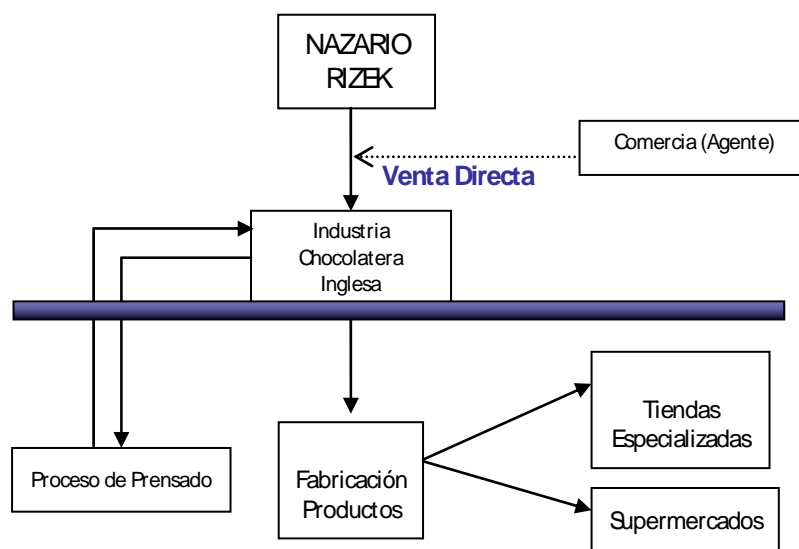 NAZARIO
RIZEK
Comercia (Agente)
Venta Directa
Industria
Chocolatera
Inglesa
Tiendas
Especializadas
Proceso de Prensado
Fabricación
Productos
Supermercados